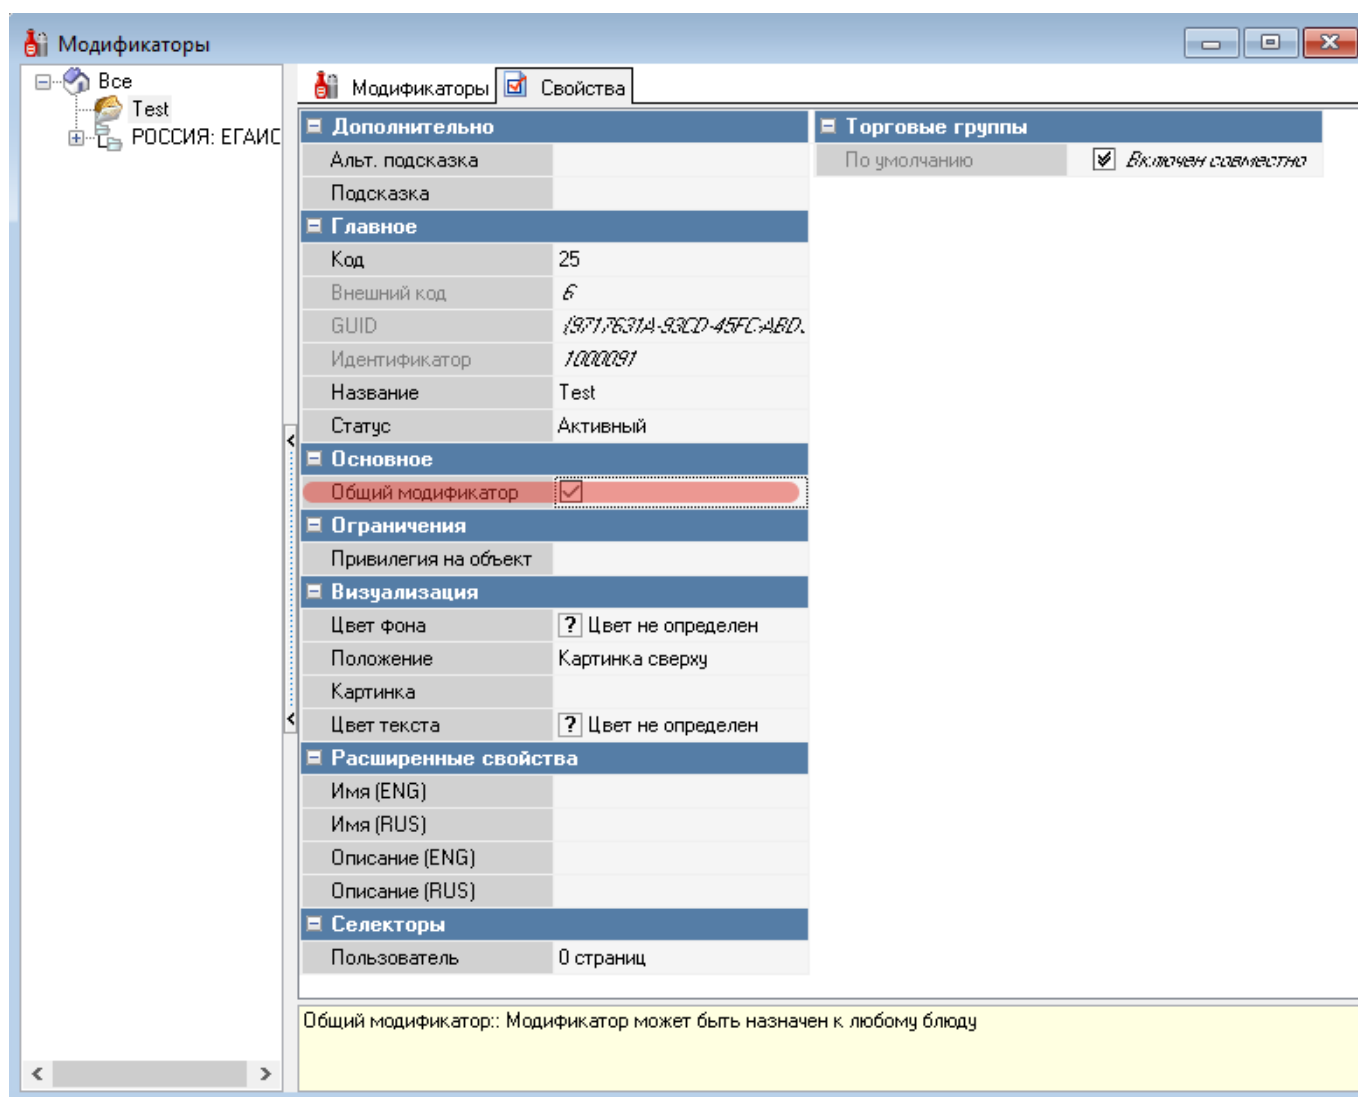 Модификаторы
Все
Test
РОССИЯ: ЕГАИС
Модификаторы Свойства
Дополнительно
Альт. подсказка
Подсказка
Главное
Код 25
Внешний код 6
GUID {9717631A-93CD-45FC-ABD.
Идентификатор 1000091
Название Test
Статус Активный
Основное
Общий модификатор
Ограничения
Привилегия на объект
Визуализация
Цвет фона ? Цвет не определен
Положение Картинка сверху
Картинка
Цвет текста ? Цвет не определен
Расширенные свойства
Имя (ENG)
Имя (RUS)
Описание (ENG)
Описание (RUS)
Селекторы
Пользователь 0 страниц
Торговые группы
По умолчанию Включен совместно
Общий модификатор:: Модификатор может быть назначен к любому блюду